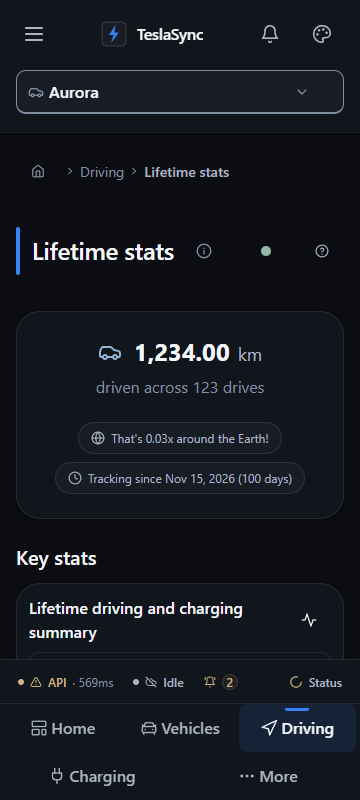 TeslaSync
Aurora
Driving
Lifetime stats
Lifetime stats
1,234.00 km
driven across 123 drives
That's 0.03x around the Earth!
Tracking since Nov 15, 2026 (100 days)
Key stats
Lifetime driving and charging
summary
API · 569ms
Idle
2
Status
Home
Vehicles
Driving
Charging
More